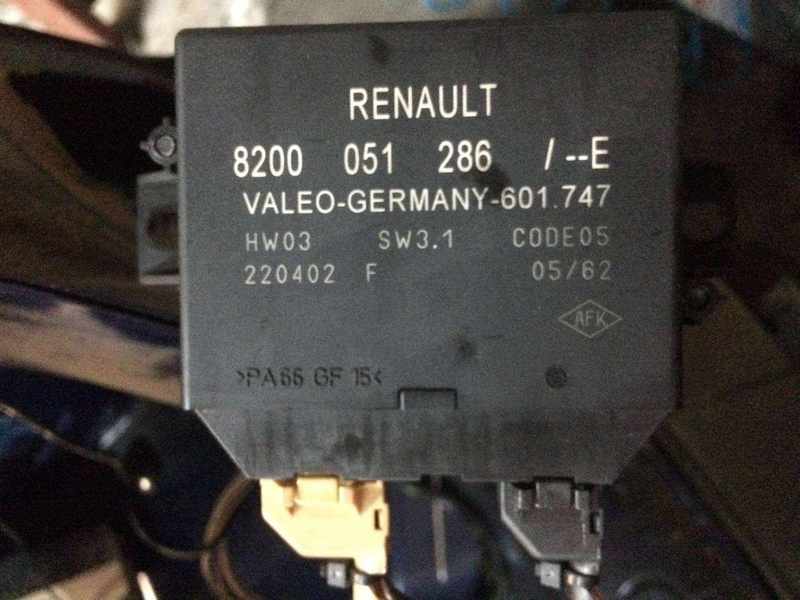 RENAULT
8200 051 286 /--E
VALEO-GERMANY-601.747
HW03 SW3.1 CODE05
220402 F 05/62
AFK
>PA66 GF 15<